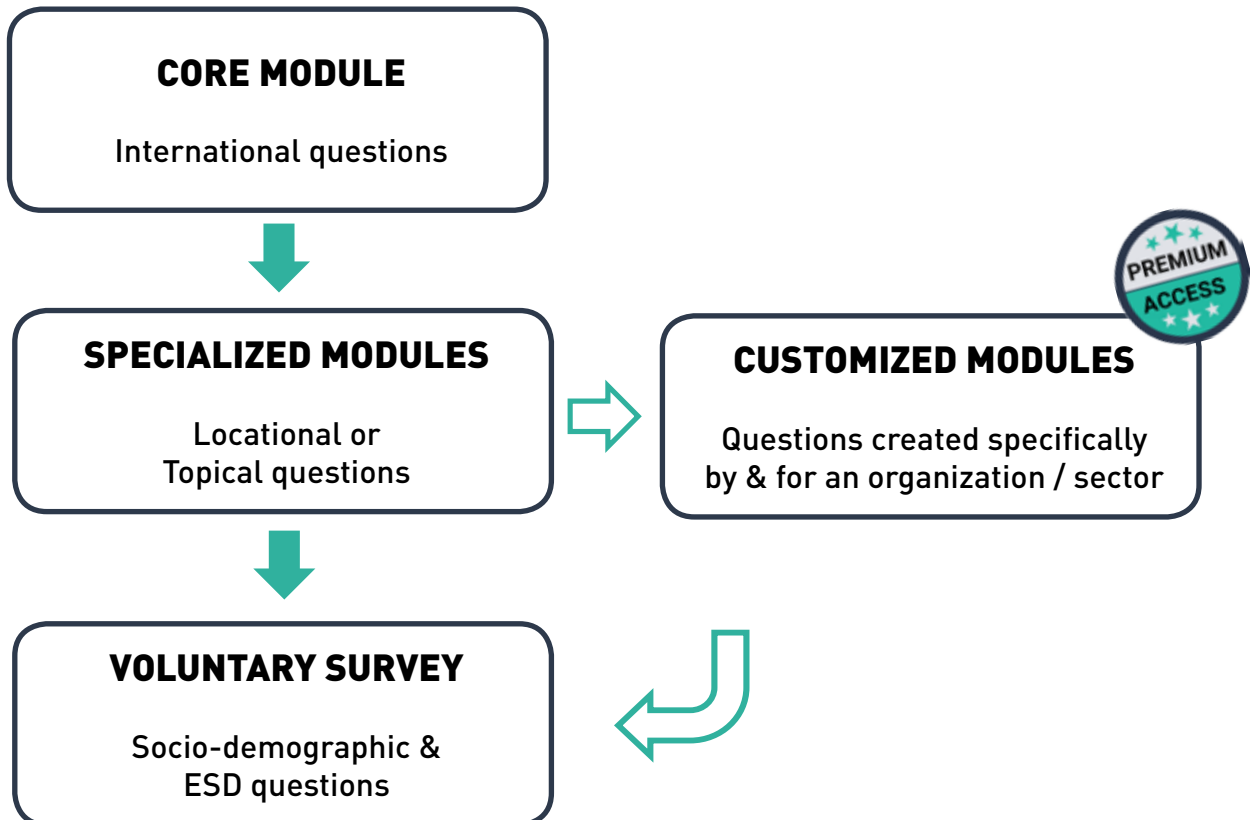 CORE MODULE
International questions
PREMIUM
ACCESS
SPECIALIZED MODULES
Locational or
Topical questions
CUSTOMIZED MODULES
Questions created specifically
by & for an organization / sector
VOLUNTARY SURVEY
Socio-demographic &
ESD questions